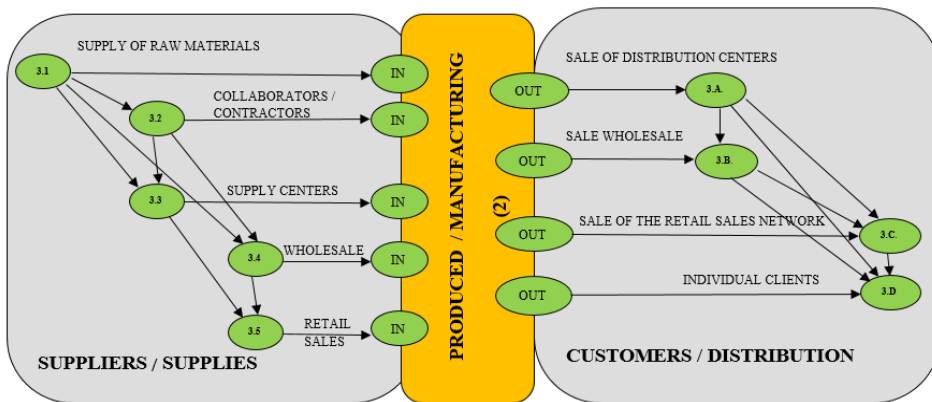 SUPPLY OF RAW MATERIALS
3.1
IN
COLLABORATORS /
CONTRACTORS
3.2
IN
SUPPLY CENTERS
3.3
IN
WHOLESALE
3.4
IN
RETAIL
SALES
3.5
IN
SUPPLIERS / SUPPLIES
PRODUCED / MANUFACTURING
(2)
SALE OF DISTRIBUTION CENTERS
OUT
3.A.
SALE WHOLESALE
OUT
3.B.
SALE OF THE RETAIL SALES NETWORK
OUT
3.C.
INDIVIDUAL CLIENTS
OUT
3.D
CUSTOMERS / DISTRIBUTION